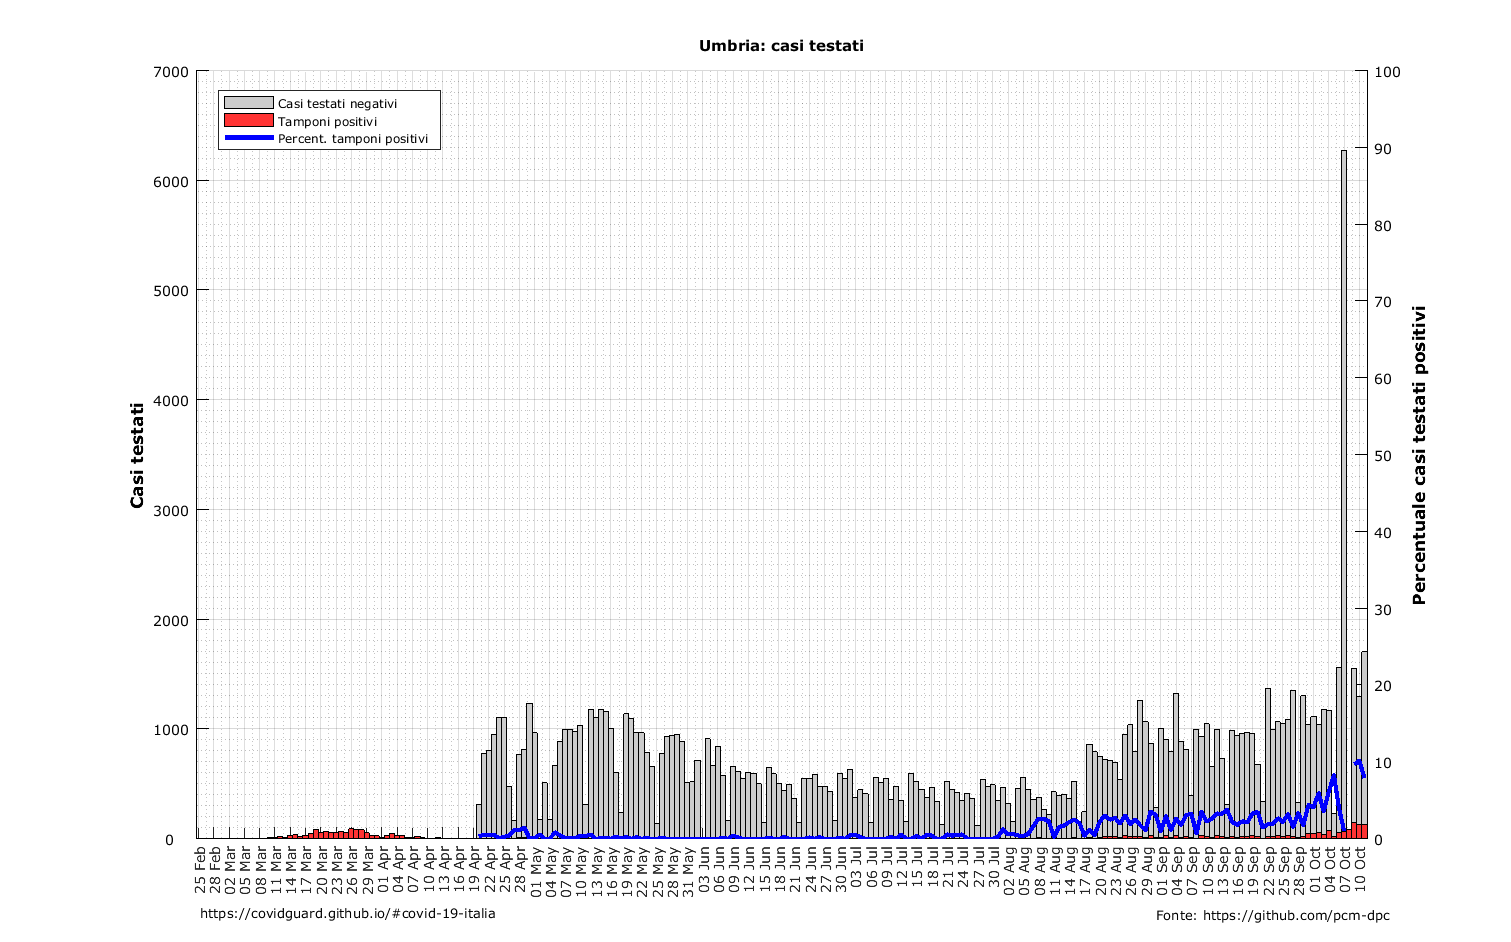 Umbria: casi testati
7000
6000
5000
4000
3000
2000
1000
0
100
90
80
70
60
50
40
30
20
10
0
Casi testati negativi
Tamponi positivi
Percent. tamponi positivi
Casi testati
Percentuale casi testati positivi
25 Feb
28 Feb
02 Mar
05 Mar
08 Mar
11 Mar
14 Mar
17 Mar
20 Mar
23 Mar
26 Mar
29 Mar
01 Apr
04 Apr
07 Apr
10 Apr
13 Apr
16 Apr
19 Apr
22 Apr
25 Apr
28 Apr
01 May
04 May
07 May
10 May
13 May
16 May
19 May
22 May
25 May
28 May
31 May
03 Jun
06 Jun
09 Jun
12 Jun
15 Jun
18 Jun
21 Jun
24 Jun
27 Jun
30 Jun
03 Jul
06 Jul
09 Jul
12 Jul
15 Jul
18 Jul
21 Jul
24 Jul
27 Jul
30 Jul
02 Aug
05 Aug
08 Aug
11 Aug
14 Aug
17 Aug
20 Aug
23 Aug
26 Aug
29 Aug
01 Sep
04 Sep
07 Sep
10 Sep
13 Sep
16 Sep
19 Sep
22 Sep
25 Sep
28 Sep
01 Oct
04 Oct
07 Oct
10 Oct
https://covidguard.github.io/#covid-19-italia
Fonte: https://github.com/pcm-dpc